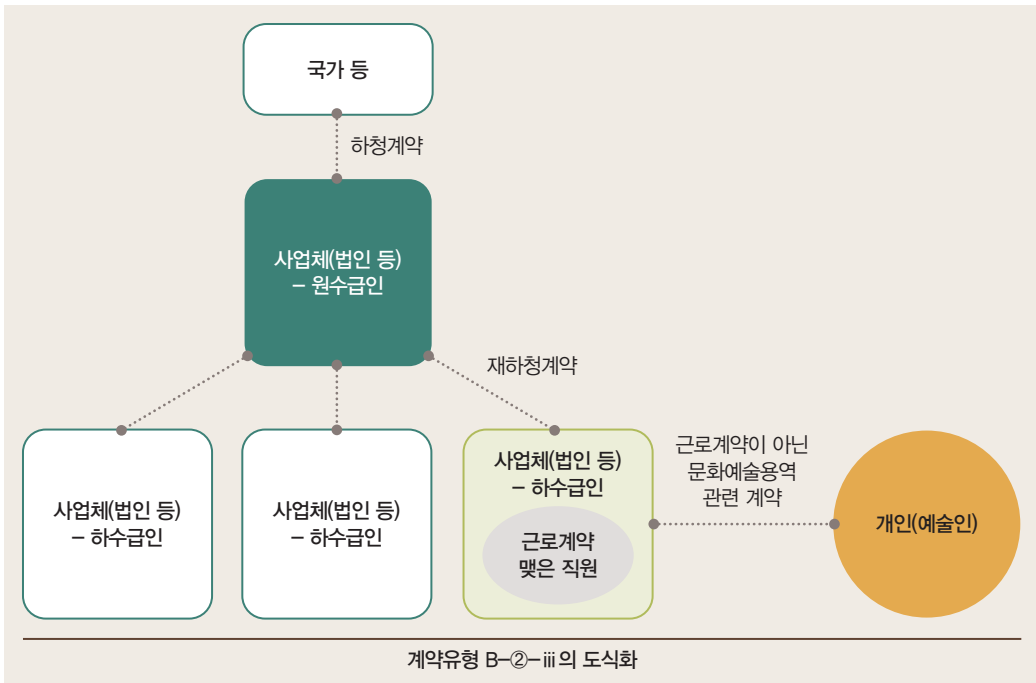 국가 등
하청계약
사업체(법인 등)
– 원수급인
재하청계약
사업체(법인 등)
– 하수급인
사업체(법인 등)
– 하수급인
사업체(법인 등)
– 하수급인
근로계약
맺은 직원
근로계약이 아닌
문화예술용역
관련 계약
개인(예술인)
계약유형 B–②–ⅲ의 도식화